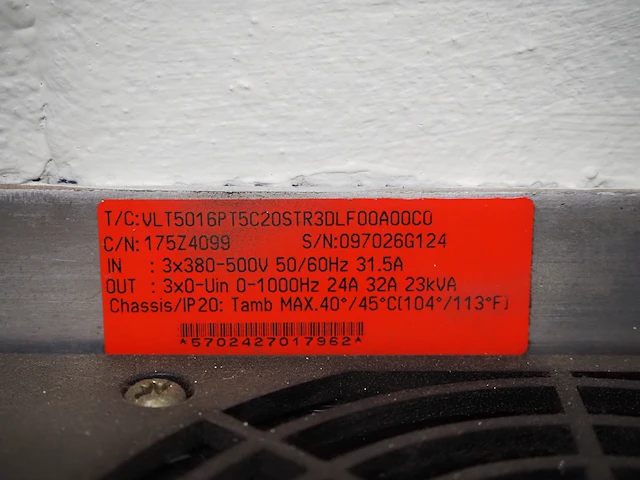 T/C:VLT5016PT5C20STR3DLF00A00C0
C/N:175Z4099 S/N:097026G124
IN : 3x380-500V 50/60Hz 31.5A
OUT : 3x0-Uin 0-1000Hz 24A 32A 23kVA
Chassis/IP20: Tamb MAX.40°/45°C(104°/113°F)
*5702427017962*